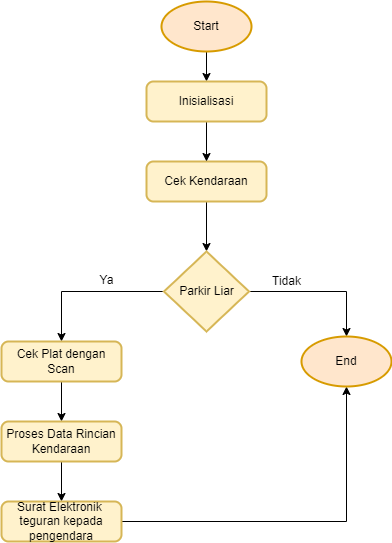 Start
Inisialisasi
Cek Kendaraan
Parkir Liar
Ya
Tidak
Cek Plat dengan
Scan
End
Proses Data Rincian
Kendaraan
Surat Elektronik
teguran kepada
pengendara